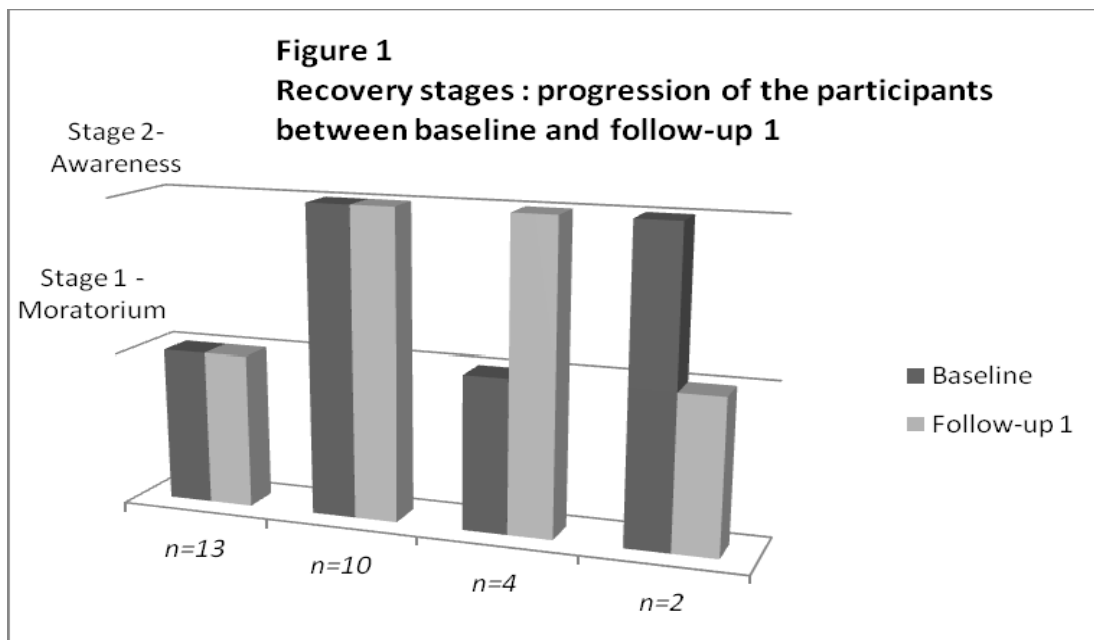 Figure 1
Recovery stages : progression of the participants
between baseline and follow-up 1
Stage 2-
Awareness
Stage 1 -
Moratorium
Baseline
Follow-up 1
n=13
n=10
n=4
n=2